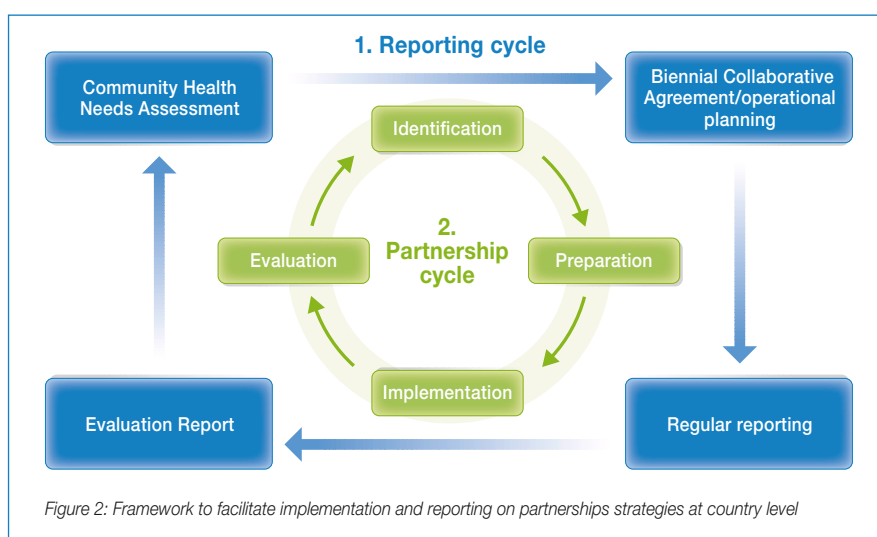 1. Reporting cycle
Community Health
Needs Assessment
Biennial Collaborative
Agreement/operational
planning
Identification
2.
Partnership
cycle
Evaluation
Preparation
Implementation
Evaluation Report
Regular reporting
Figure 2: Framework to facilitate implementation and reporting on partnerships strategies at country level